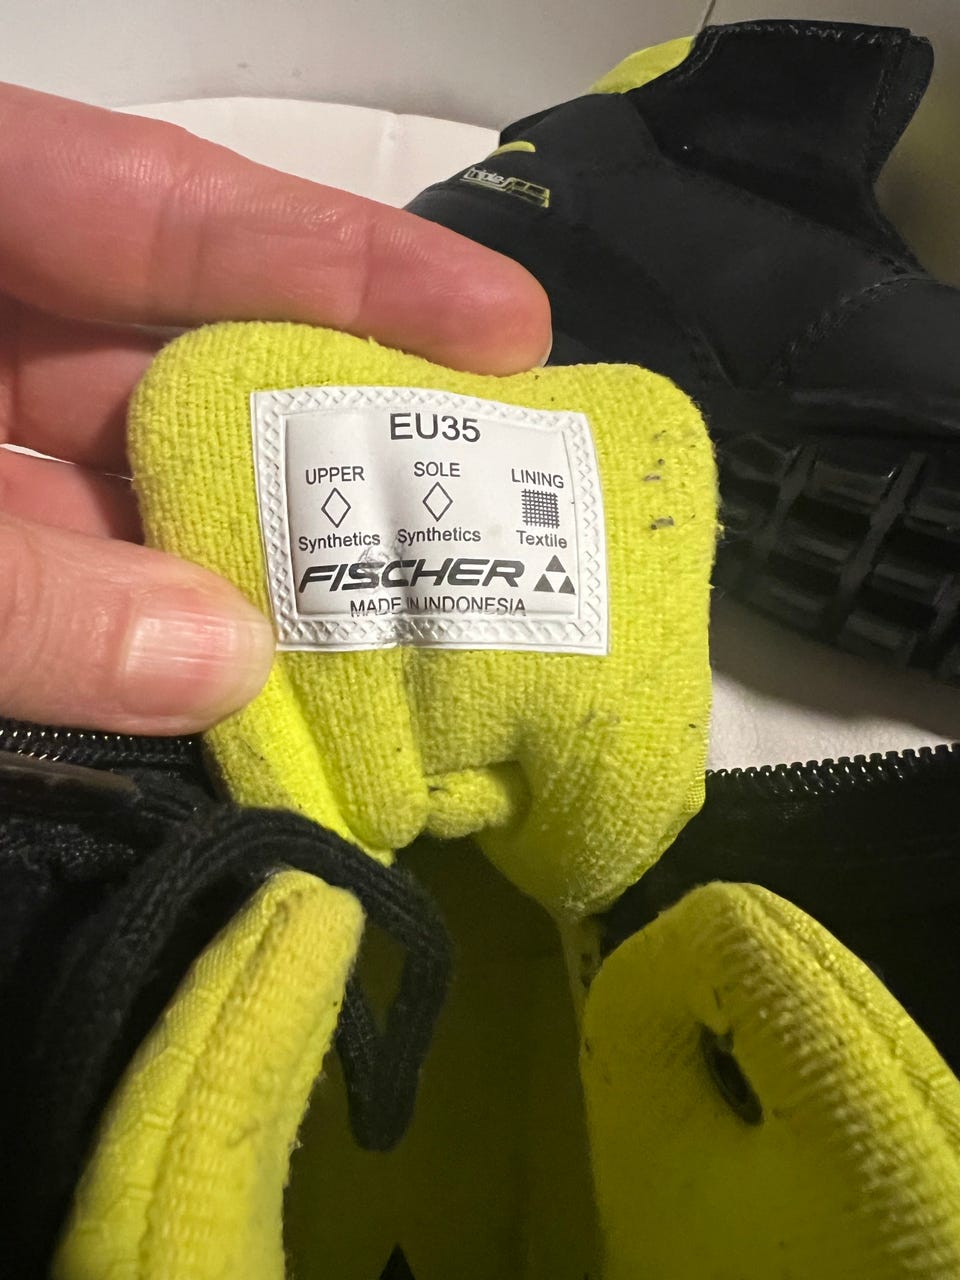 EU35
UPPER SOLE LINING
Synthetics Synthetics Textile
FISCHER
MADE IN INDONESIA